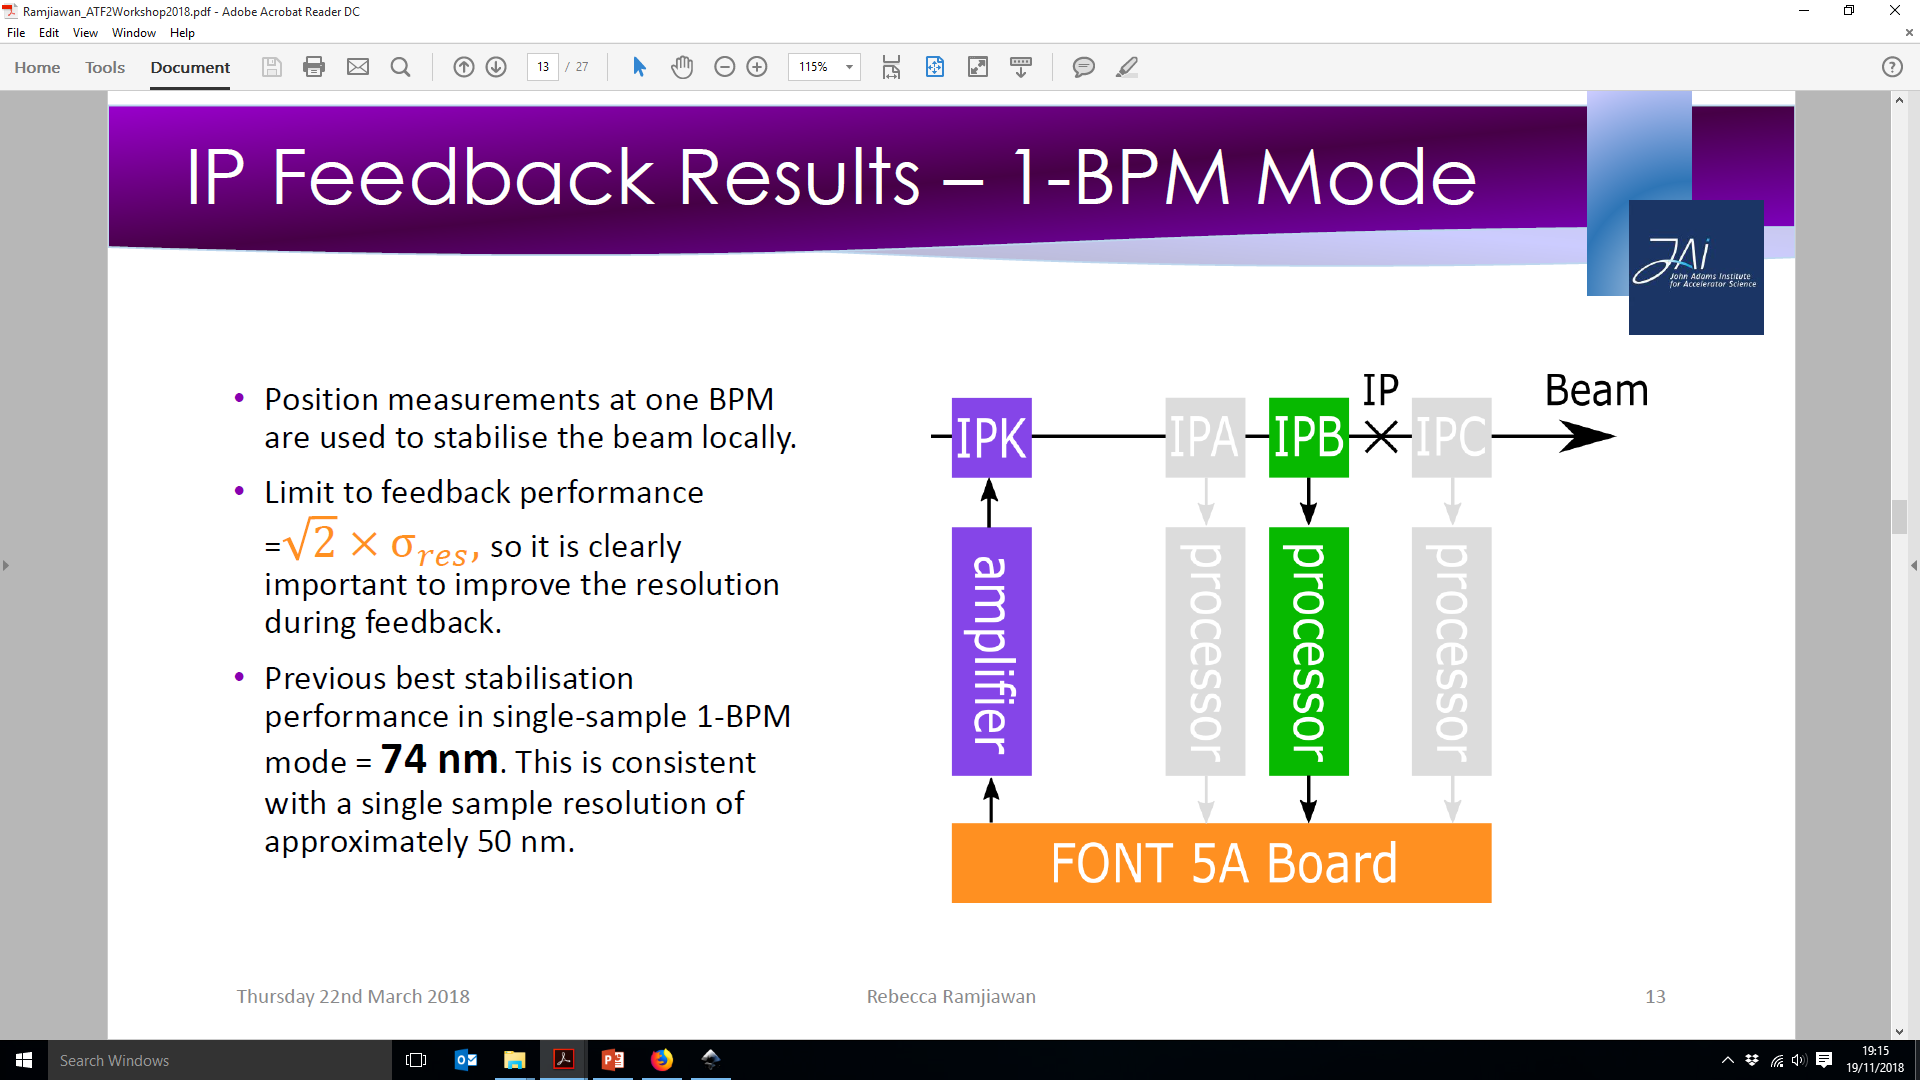 Ramjiawan_ATF2Workshop2018.pdf - Adobe Acrobat Reader DC
File Edit View Window Help
Home Tools Document 13 / 27 115%
IP Feedback Results – 1-BPM Mode
JAi
John Adams Institute
for Accelerator Science
• Position measurements at one BPM
are used to stabilise the beam locally.
• Limit to feedback performance
=√2 × σ_res, so it is clearly
important to improve the resolution
during feedback.
• Previous best stabilisation
performance in single-sample 1-BPM
mode = 74 nm. This is consistent
with a single sample resolution of
approximately 50 nm.
IP Beam
IPK IPA IPB IPC
amplifier processor processor processor
FONT 5A Board
Thursday 22nd March 2018 Rebecca Ramjiawan 13
Search Windows
19:15
19/11/2018